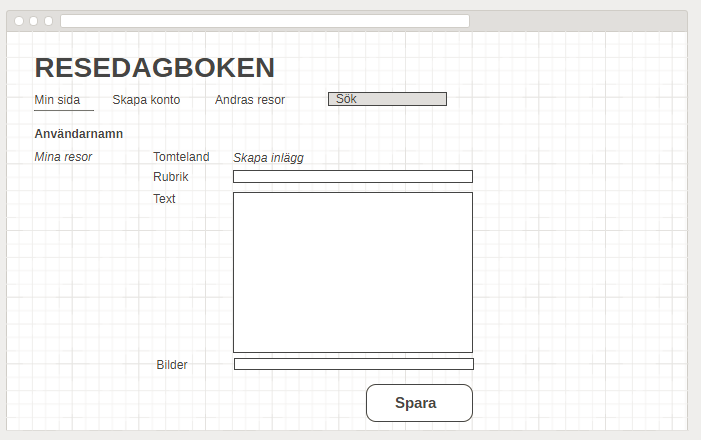 RESEDAGBOKEN
Min sida Skapa konto Andras resor Sök
Användarnamn
Mina resor Tomteland Skapa inlägg
Rubrik
Text
Bilder
Spara